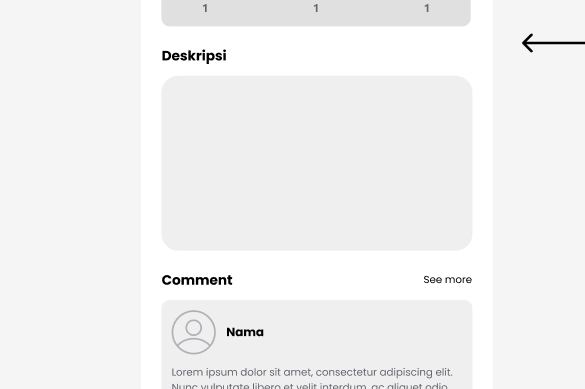 1 1 1
Deskripsi
Comment See more
Nama
Lorem ipsum dolor sit amet, consectetur adipiscing elit.
Nunc vulputate libero et velit interdum, ac aliquet odio